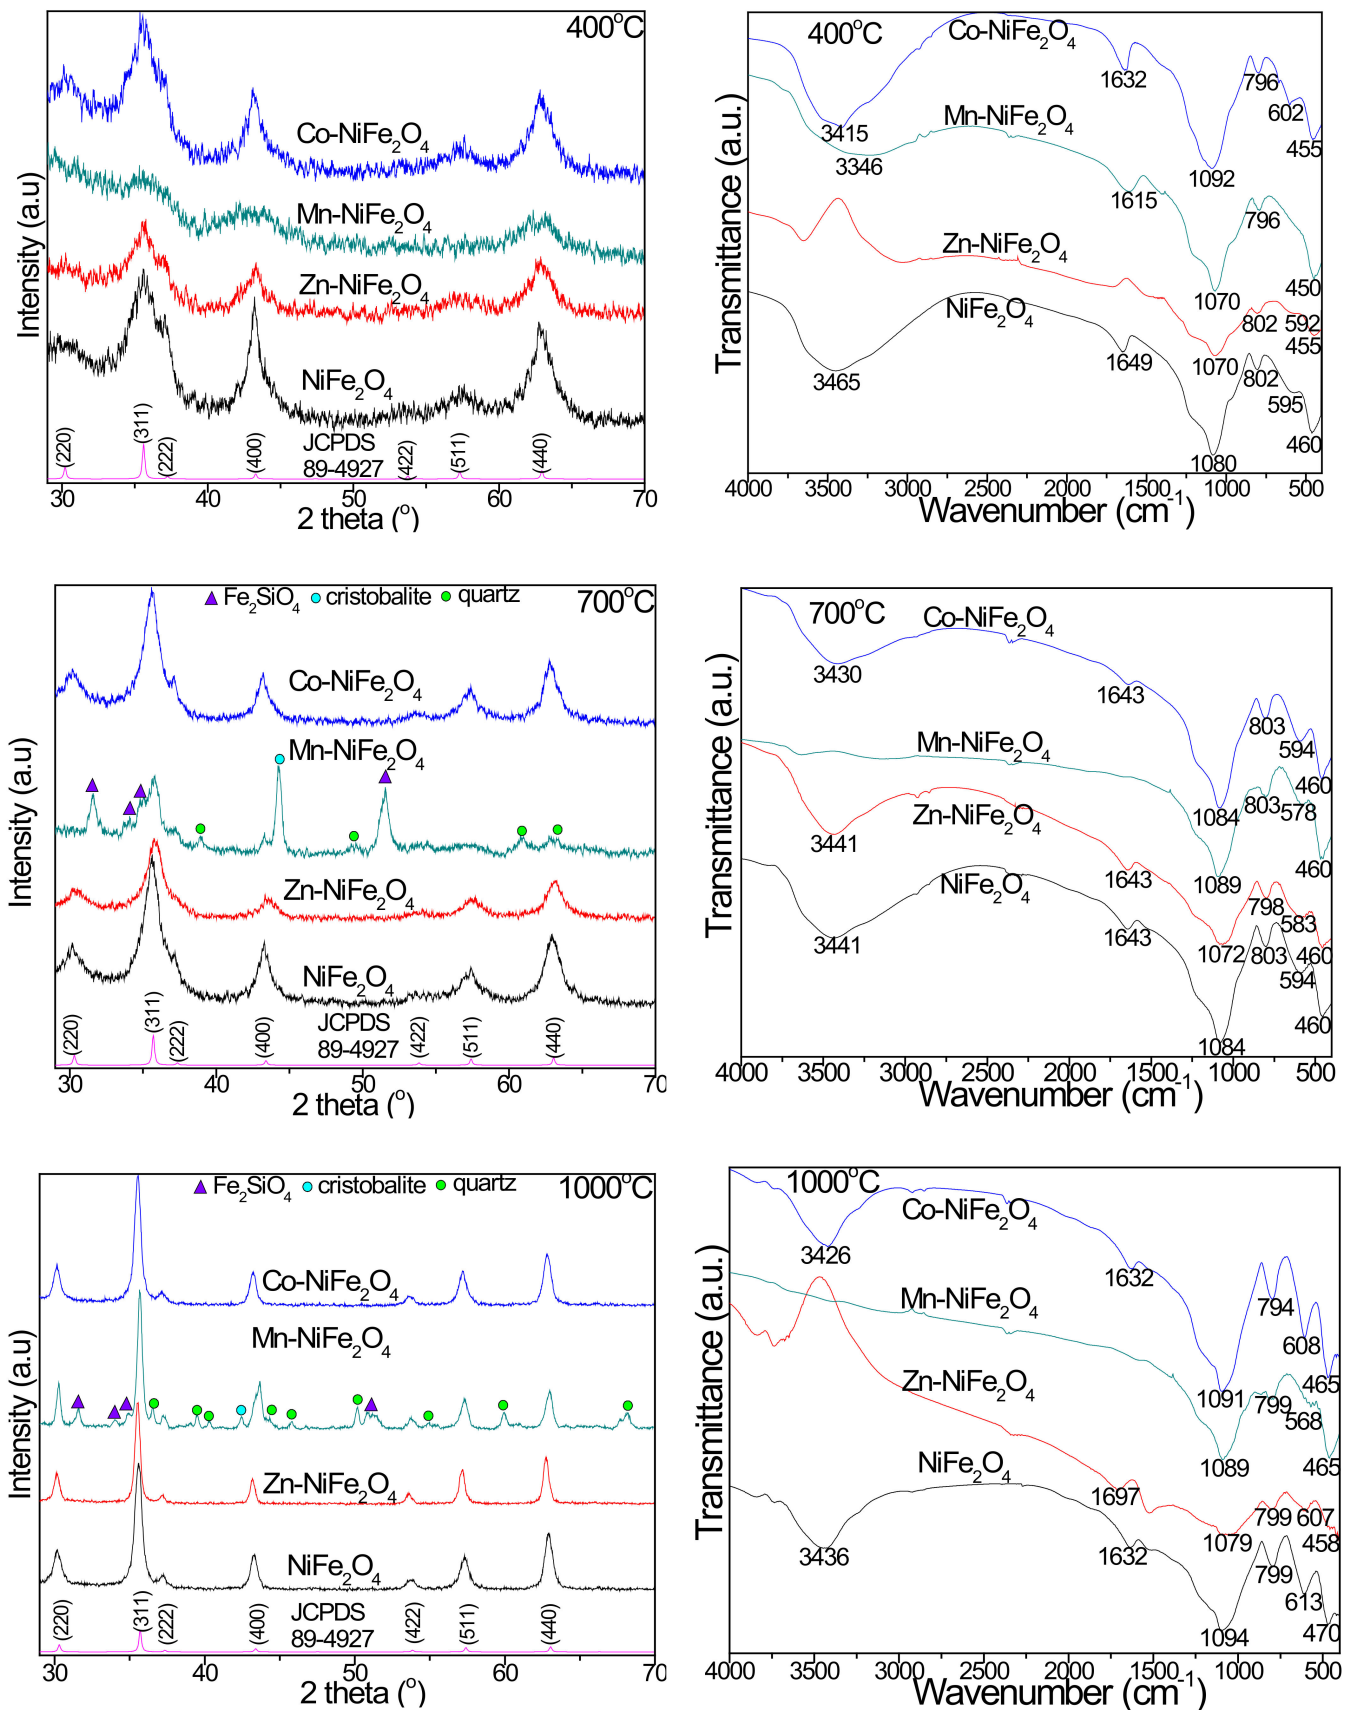 400°C
Co-NiFe₂O₄
Mn-NiFe₂O₄
Zn-NiFe₂O₄
NiFe₂O₄
JCPDS
89-4927
(220)
(311)
(222)
(400)
(422)
(511)
(440)
30 40 50 60 70
2 theta (°)
Intensity (a.u)
400°C
Co-NiFe₂O₄
3415
1632
1092
796
602
455
Mn-NiFe₂O₄
3346
1615
1070
796
450
Zn-NiFe₂O₄
1070
802
592
455
NiFe₂O₄
3465
1649
1080
802
595
460
4000 3500 3000 2500 2000 1500 1000 500
Wavenumber (cm⁻¹)
Transmittance (a.u.)
Fe₂SiO₄ cristobalite quartz
700°C
Co-NiFe₂O₄
Mn-NiFe₂O₄
Zn-NiFe₂O₄
NiFe₂O₄
JCPDS
89-4927
(220)
(311)
(222)
(400)
(422)
(511)
(440)
30 40 50 60 70
2 theta (°)
Intensity (a.u)
700°C
Co-NiFe₂O₄
3430
1643
1084
803
594
460
Mn-NiFe₂O₄
1089
803
578
460
Zn-NiFe₂O₄
3441
1643
1072
798
583
460
NiFe₂O₄
3441
1643
1084
803
594
460
4000 3500 3000 2500 2000 1500 1000 500
Wavenumber (cm⁻¹)
Transmittance (a.u.)
Fe₂SiO₄ cristobalite quartz
1000°C
Co-NiFe₂O₄
Mn-NiFe₂O₄
Zn-NiFe₂O₄
NiFe₂O₄
JCPDS
89-4927
(220)
(311)
(222)
(400)
(422)
(511)
(440)
30 40 50 60 70
2 theta (°)
Intensity (a.u)
1000°C
Co-NiFe₂O₄
3426
1632
1091
794
608
465
Mn-NiFe₂O₄
1089
799
568
465
Zn-NiFe₂O₄
1697
1079
799
607
458
NiFe₂O₄
3436
1632
1094
799
613
470
4000 3500 3000 2500 2000 1500 1000 500
Wavenumber (cm⁻¹)
Transmittance (a.u.)